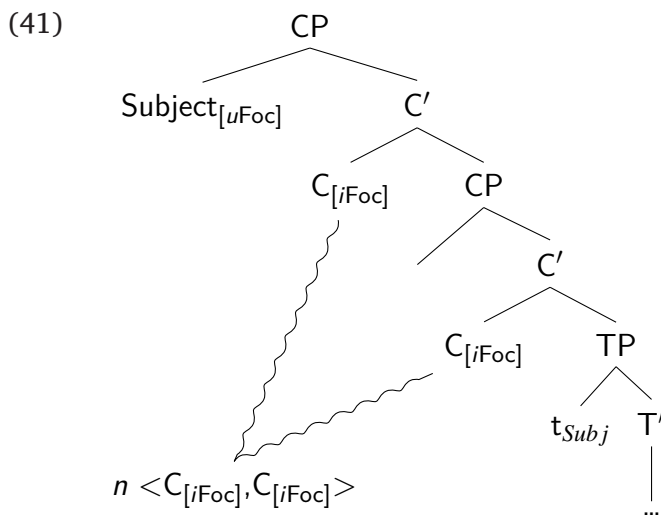 (41)
CP
Subject[uFoc] C′
C[iFoc] CP
C′
C[iFoc] TP
tSubj T′
n <C[iFoc],C[iFoc]>
...